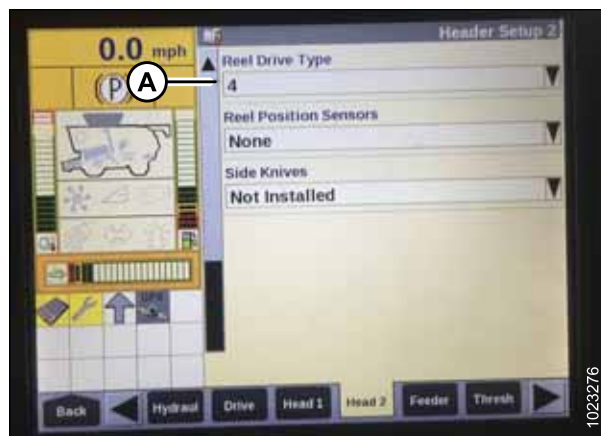 0.0 mph
Header Setup 2
(P)
A
Reel Drive Type
4
Reel Position Sensors
None
Side Knives
Not Installed
Back
Hydraul
Drive
Head 1
Head 2
Feeder
Thresh
1023276